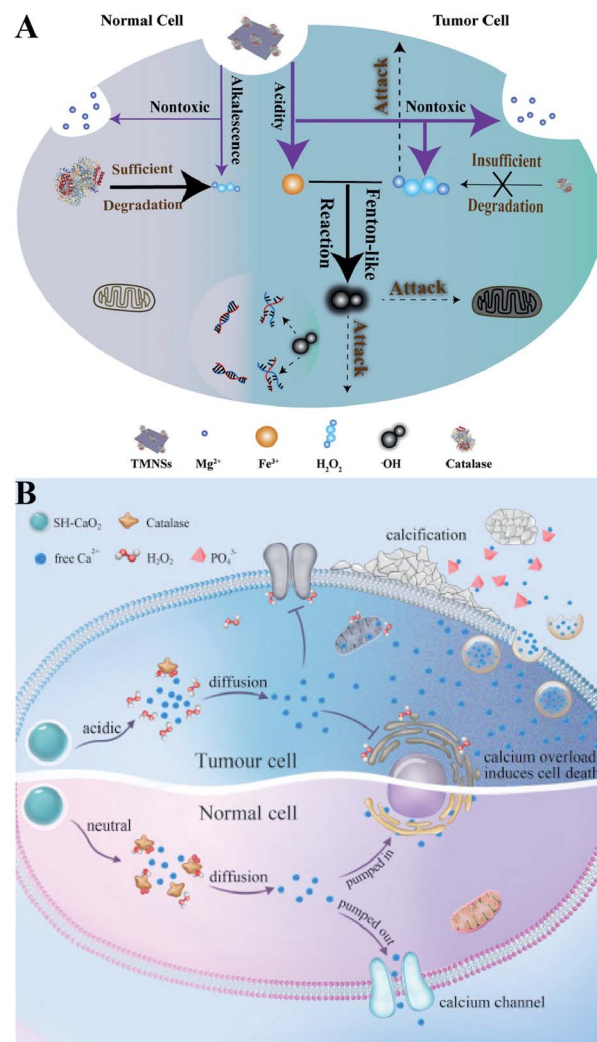 A
Normal Cell
Tumor Cell
Alkalescence
Acidity
Attack
Nontoxic
Nontoxic
Sufficient
Degradation
Insufficient
Degradation
Fenton-like
Reaction
Attack
Attack
TMNSs
Mg²⁺
Fe³⁺
H₂O₂
·OH
Catalase
B
SH-CaO₂
Catalase
free Ca²⁺
H₂O₂
PO₄³⁻
calcification
acidic
diffusion
Tumour cell
calcium overload
induces cell death
Normal cell
neutral
diffusion
pumped in
pumped out
calcium channel